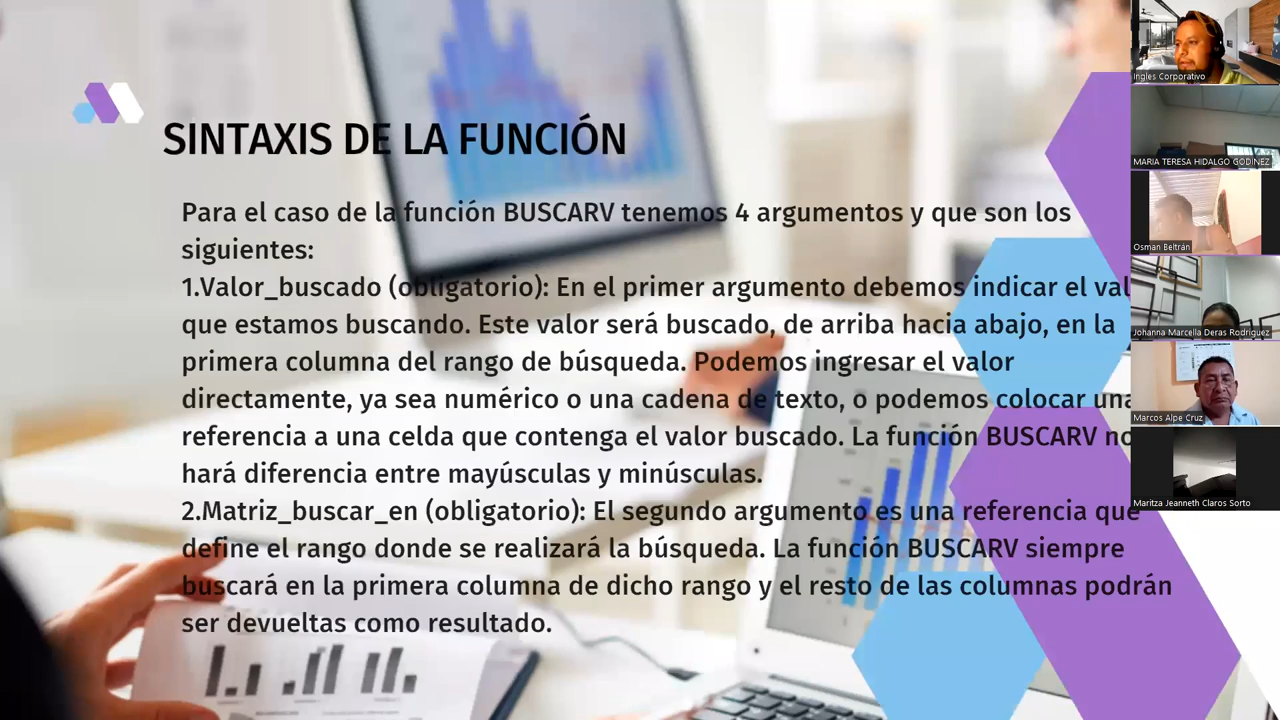 SINTAXIS DE LA FUNCIÓN
Para el caso de la función BUSCARV tenemos 4 argumentos y que son los
siguientes:
1.Valor_buscado (obligatorio): En el primer argumento debemos indicar el val
que estamos buscando. Este valor será buscado, de arriba hacia abajo, en la
primera columna del rango de búsqueda. Podemos ingresar el valor
directamente, ya sea numérico o una cadena de texto, o podemos colocar una
referencia a una celda que contenga el valor buscado. La función BUSCARV no
hará diferencia entre mayúsculas y minúsculas.
2.Matriz_buscar_en (obligatorio): El segundo argumento es una referencia que
define el rango donde se realizará la búsqueda. La función BUSCARV siempre
buscará en la primera columna de dicho rango y el resto de las columnas podrán
ser devueltas como resultado.
Ingles Corporativo
MARIA TERESA HIDALGO GODINEZ
Osman Beltrán
Johanna Marcella Deras Rodriguez
Marcos Alpe Cruz
Maritza Jeanneth Claros Sorto